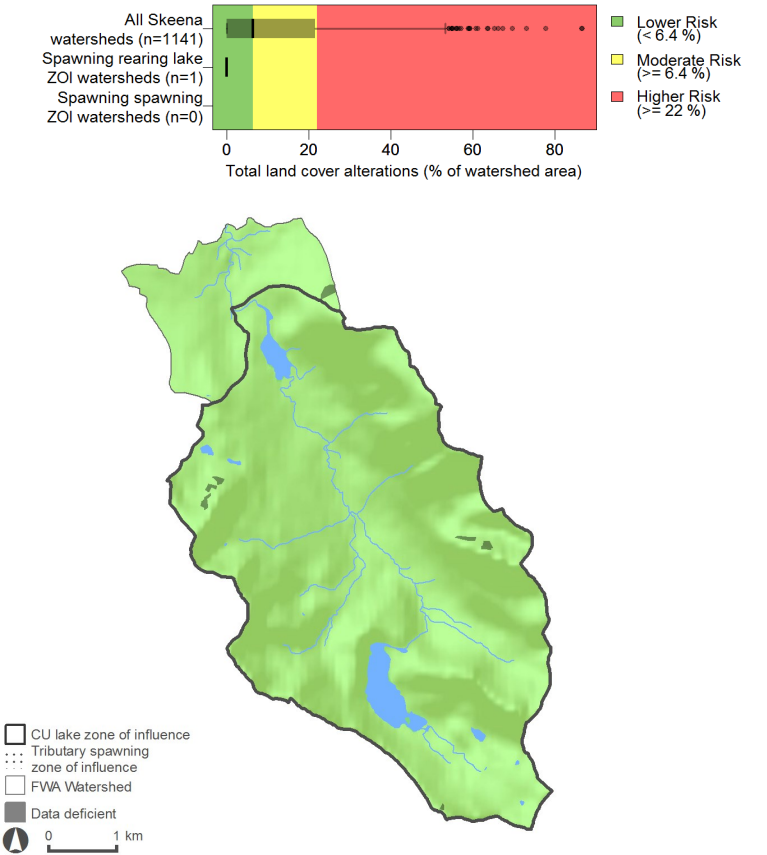 All Skeena
watersheds (n=1141)
Spawning rearing lake
ZOI watersheds (n=1)
Spawning spawning
ZOI watersheds (n=0)
Lower Risk
(< 6.4 %)
Moderate Risk
(>= 6.4 %)
Higher Risk
(>= 22 %)
0 20 40 60 80
Total land cover alterations (% of watershed area)
CU lake zone of influence
Tributary spawning
zone of influence
FWA Watershed
Data deficient
0 1 km